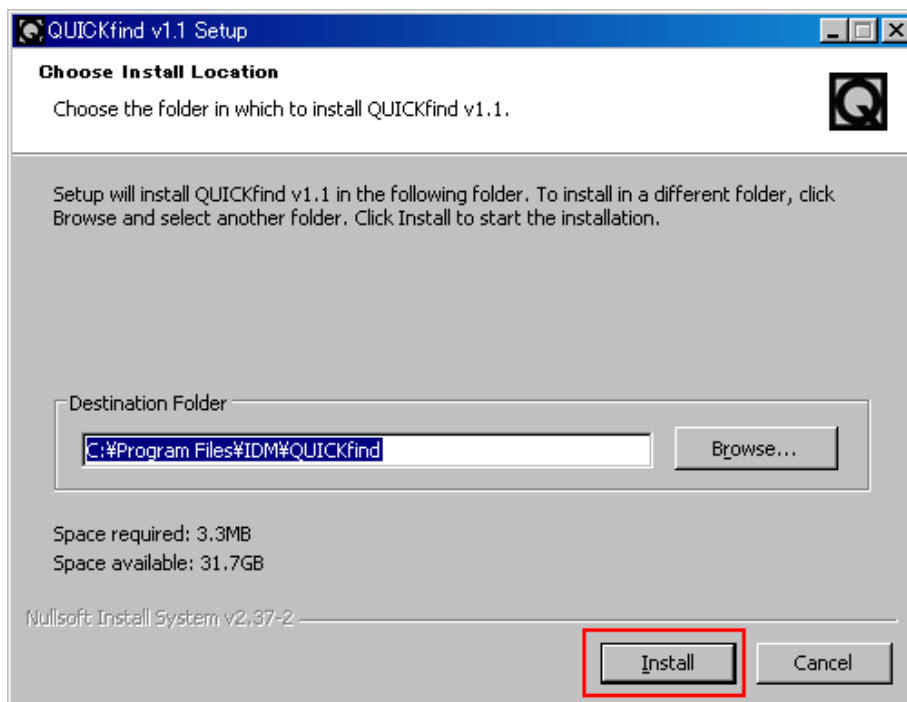 QUICKfind v1.1 Setup
Choose Install Location
Choose the folder in which to install QUICKfind v1.1.
Setup will install QUICKfind v1.1 in the following folder. To install in a different folder, click
Browse and select another folder. Click Install to start the installation.
Destination Folder
C:¥Program Files¥IDM¥QUICKfind
Browse...
Space required: 3.3MB
Space available: 31.7GB
Nullsoft Install System v2.37-2
Install
Cancel